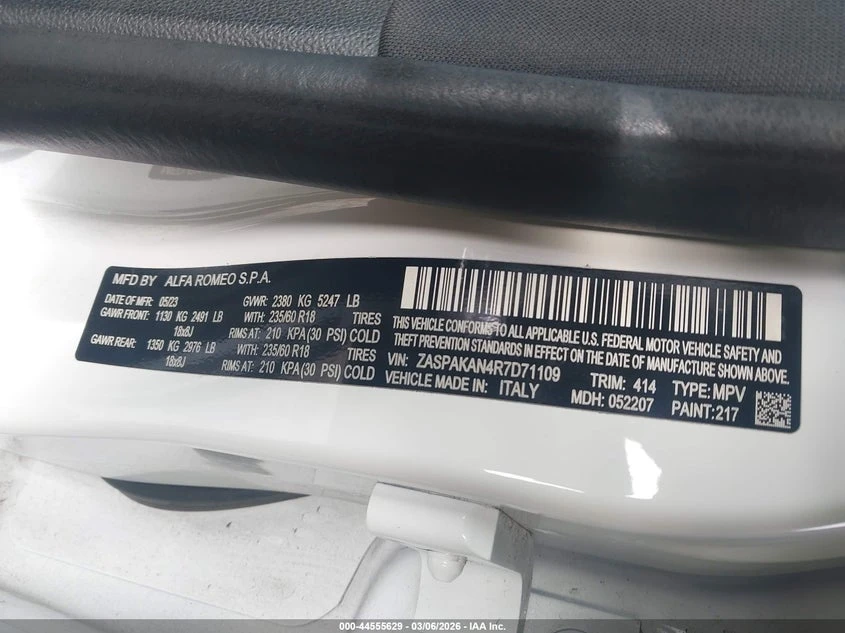 MFD BY ALFA ROMEO S.P.A.
DATE OF MFR: 05/23 GVWR: 2380 KG 5247 LB
GAWR FRONT: 1130 KG 2491 LB WITH: 235/60 R18 TIRES
18x8J RIMS AT: 210 KPA(30 PSI) COLD
GAWR REAR: 1350 KG 2976 LB WITH: 235/60 R18 TIRES
18x8J RIMS AT: 210 KPA(30 PSI) COLD
THIS VEHICLE CONFORMS TO ALL APPLICABLE U.S. FEDERAL MOTOR VEHICLE SAFETY AND
THEFT PREVENTION STANDARDS IN EFFECT ON THE DATE OF MANUFACTURE SHOWN ABOVE.
VIN: ZASPAKAN4R7D71109 TRIM: 414 TYPE: MPV
VEHICLE MADE IN: ITALY MDH: 052207 PAINT: 217
000-44555629 - 03/06/2026 - IAA Inc.